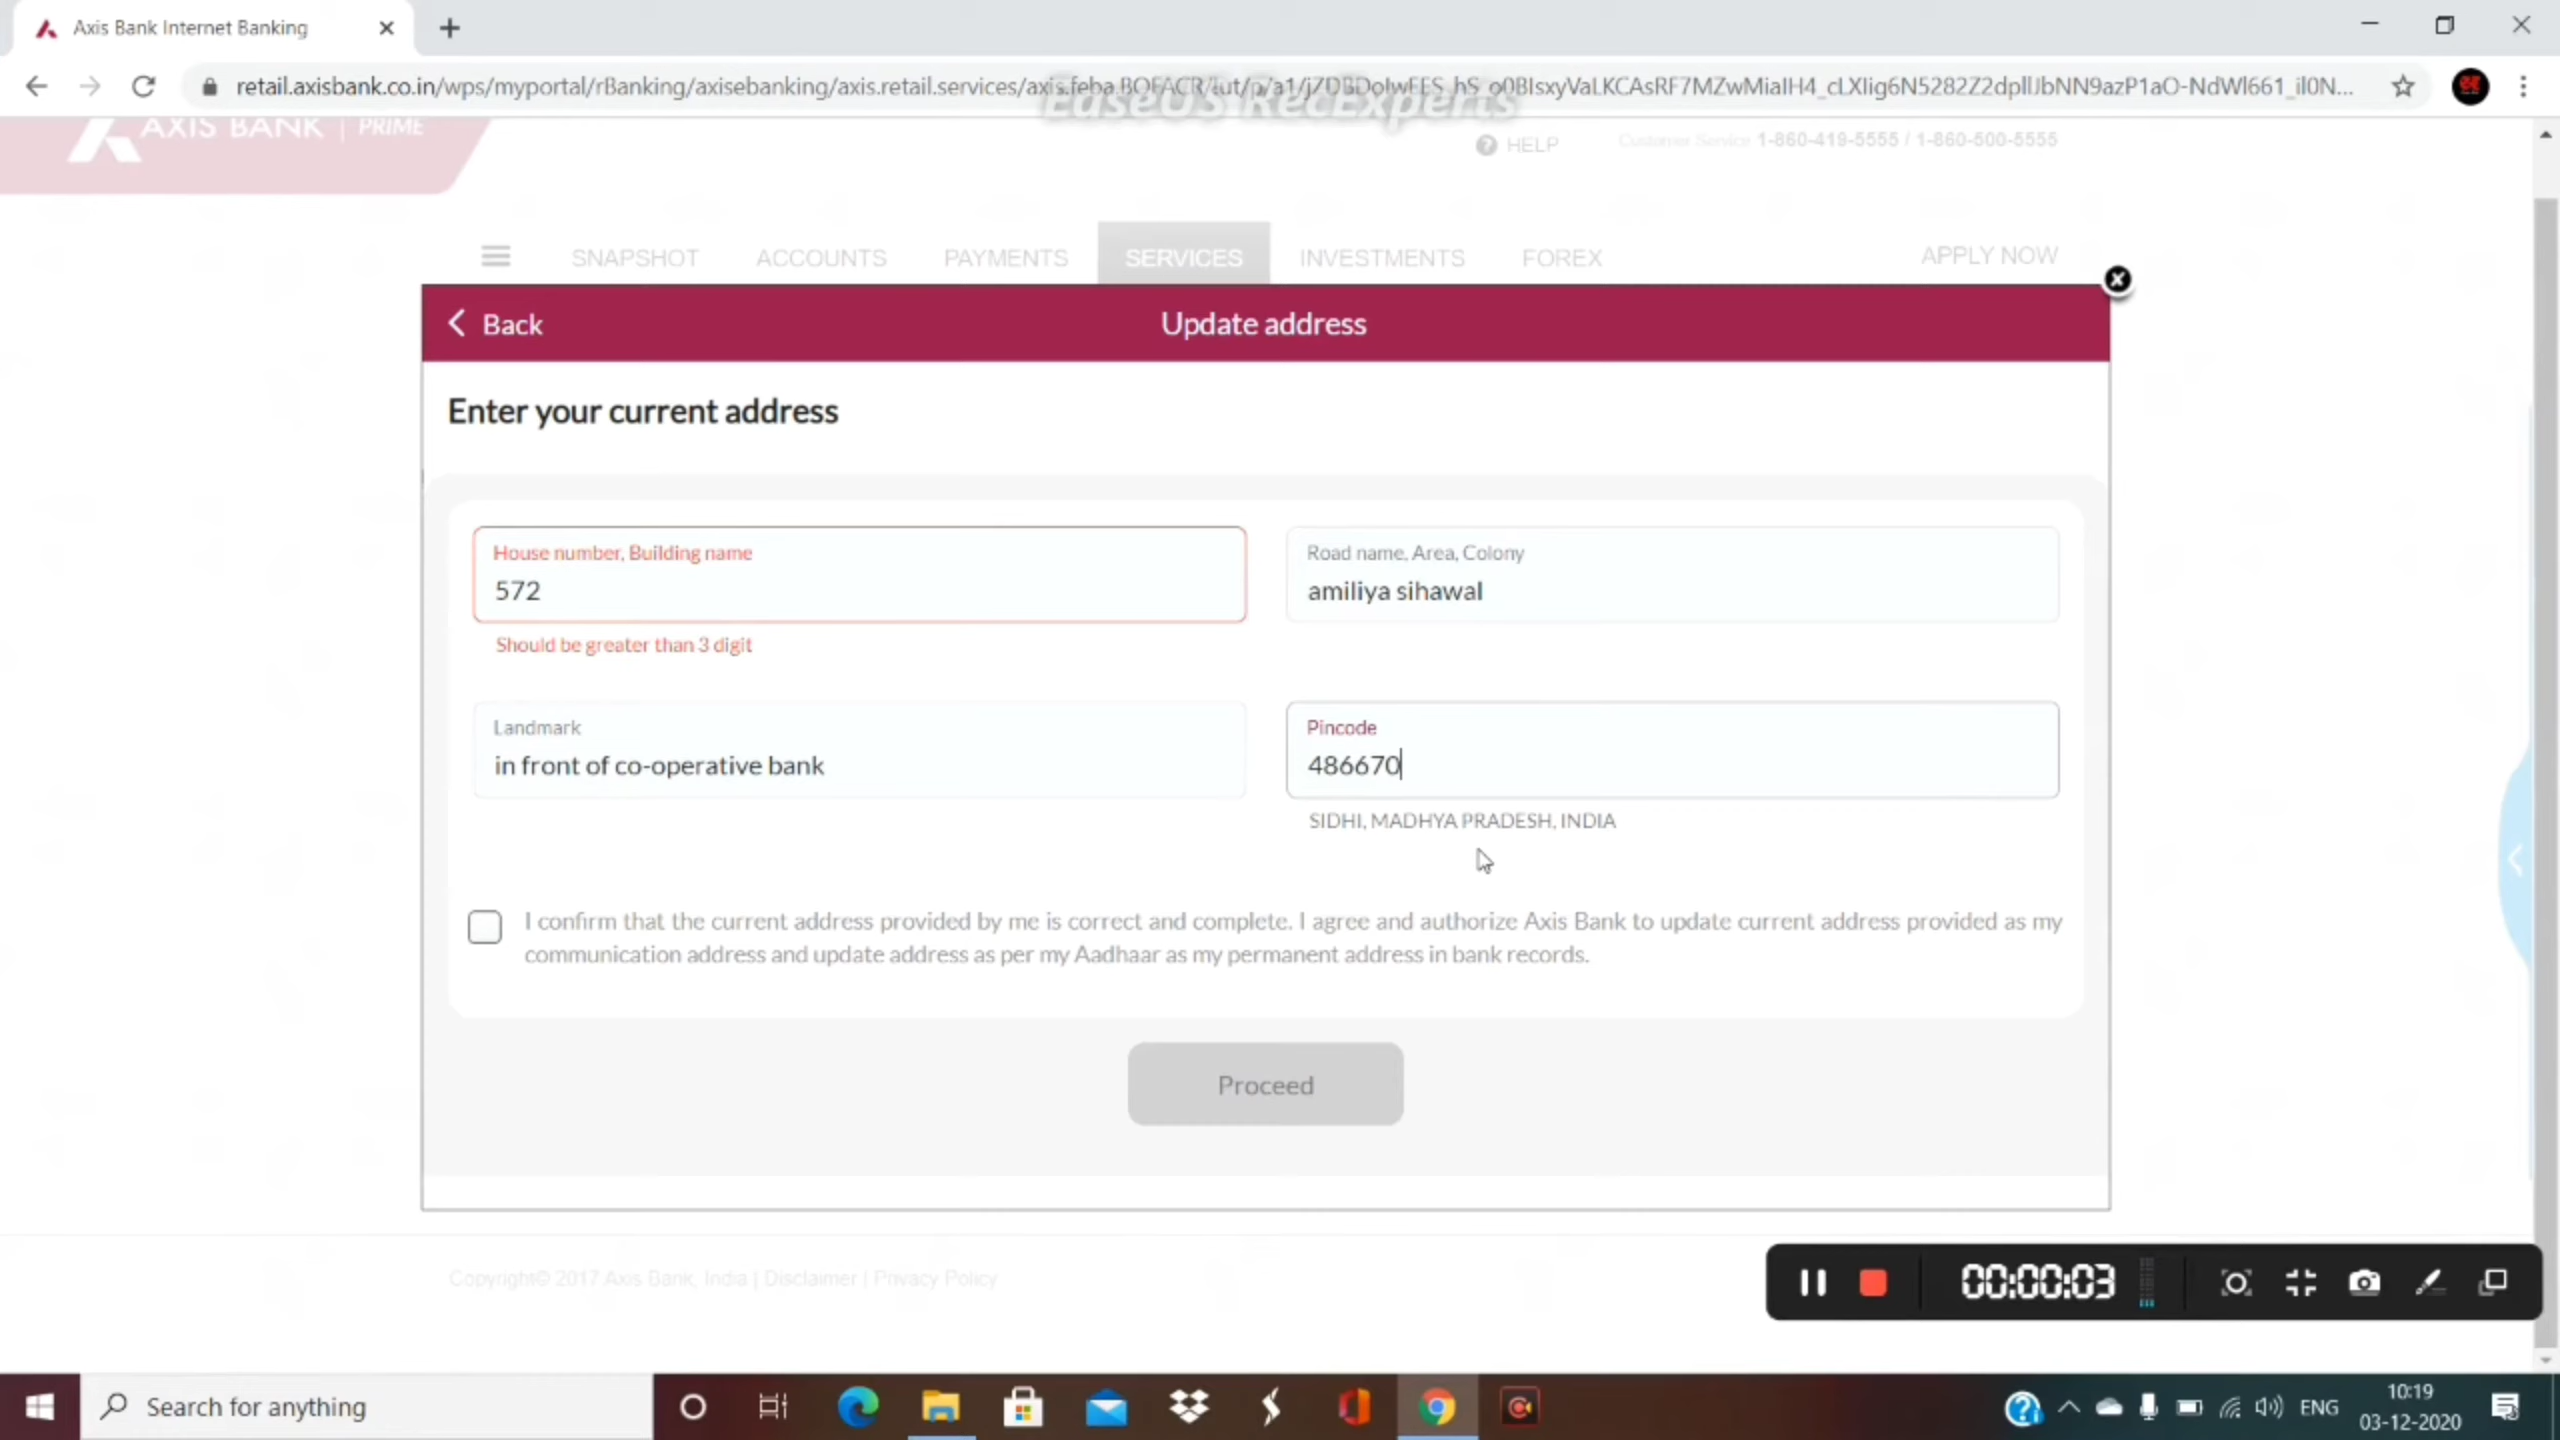 Axis Bank Internet Banking
retail.axisbank.co.in/wps/myportal/rBanking/axisebanking/axis.retail.services/axis.feba.
EaseUS RecExperts
AXIS BANK | PRIME
HELP
Customer Service 1-860-419-5555 / 1-860-500-5555
SNAPSHOT ACCOUNTS PAYMENTS SERVICES INVESTMENTS FOREX APPLY NOW
Back
Update address
Enter your current address
House number, Building name
572
Should be greater than 3 digit
Road name, Area, Colony
amiliya sihawal
Landmark
in front of co-operative bank
Pincode
486670
SIDHI, MADHYA PRADESH, INDIA
I confirm that the current address provided by me is correct and complete. I agree and authorize Axis Bank to update current address provided as my
communication address and update address as per my Aadhaar as my permanent address in bank records.
Proceed
Copyright© 2017 Axis Bank, India | Disclaimer | Privacy Policy
00:00:03
Search for anything
ENG
10:19
03-12-2020